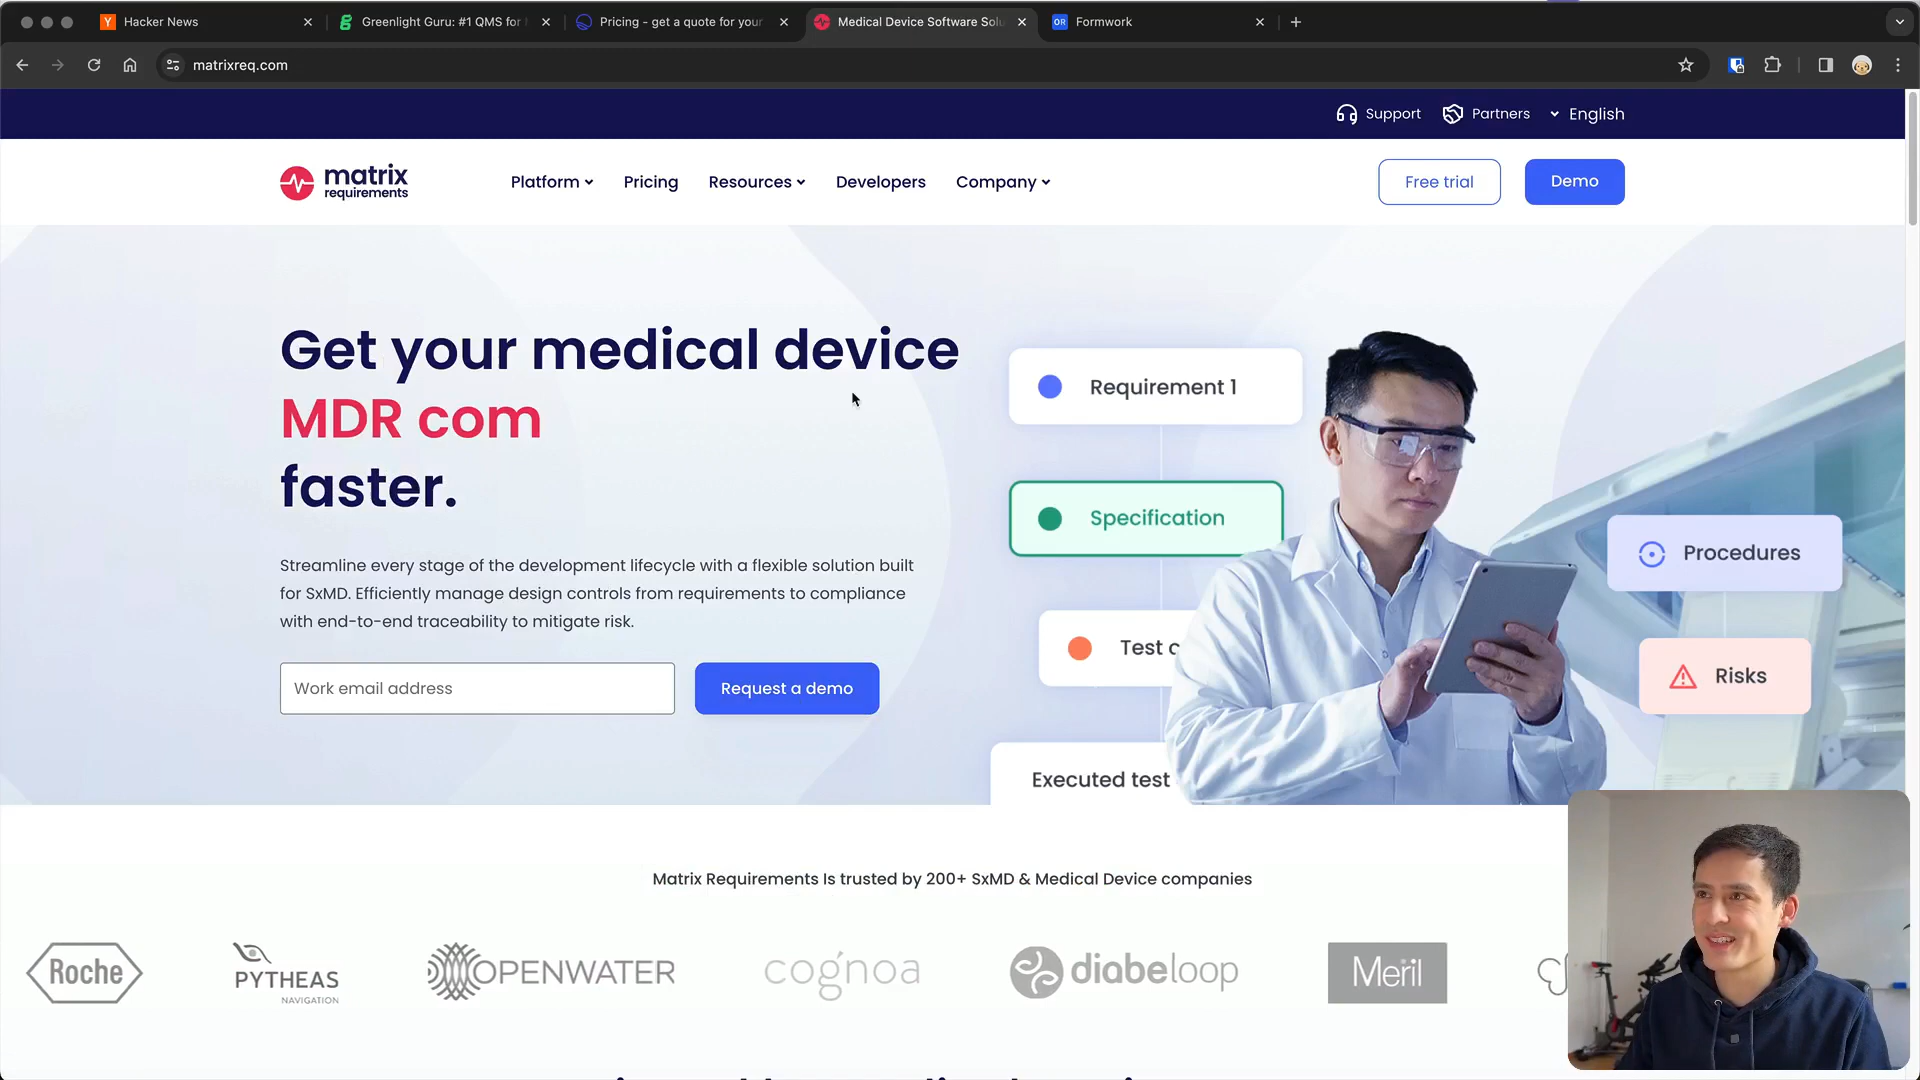 Hacker News
Greenlight Guru: #1 QMS for
Pricing - get a quote for your
Medical Device Software Solu
OR
Formwork
matrixreq.com
Support
Partners
English
matrix
requirements
Platform
Pricing
Resources
Developers
Company
Free trial
Demo
Get your medical device
MDR com
faster.
Streamline every stage of the development lifecycle with a flexible solution built
for SxMD. Efficiently manage design controls from requirements to compliance
with end-to-end traceability to mitigate risk.
Work email address
Request a demo
Requirement 1
Specification
Test c
Executed test
Procedures
Risks
Matrix Requirements Is trusted by 200+ SxMD & Medical Device companies
Roche
PYTHEAS
NAVIGATION
OPENWATER
cognoa
diabeloop
Meril